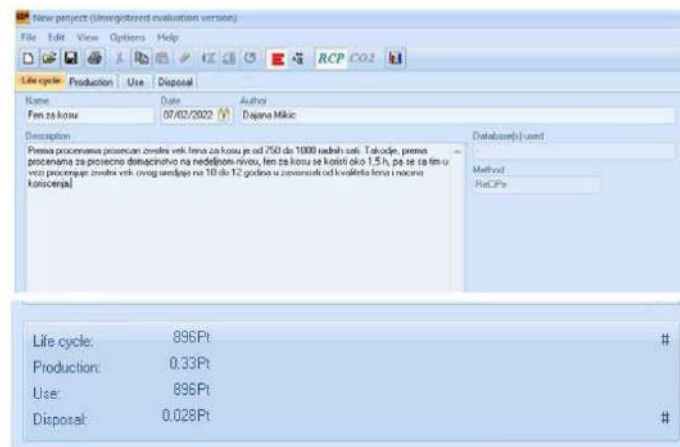 New project (Unregistered evaluation version)
File Edit View Options Help
RCP CO2
Life cycle Production Use Disposal
Name Date Author
Fen za kosu 07/02/2022 Dajana Mikic
Description Database(s) used
Prema procenama prosecan zivotni vek fena za kosu je od 750 do 1000 radnih sati. Takodje, prema
procenama za prosecno domacinstvo na nedeljnom nivou, fen za kosu se koristi oko 1,5 h, pa se sa tim u
vezi procenjuje zivotni vek ovog uredjaja na 10 do 12 godina u zavisnosti od kvaliteta fena i nacina
koriscenja.
Method
ReCiPe
Life cycle: 896Pt #
Production: 0.33Pt
Use: 896Pt
Disposal: 0.028Pt #